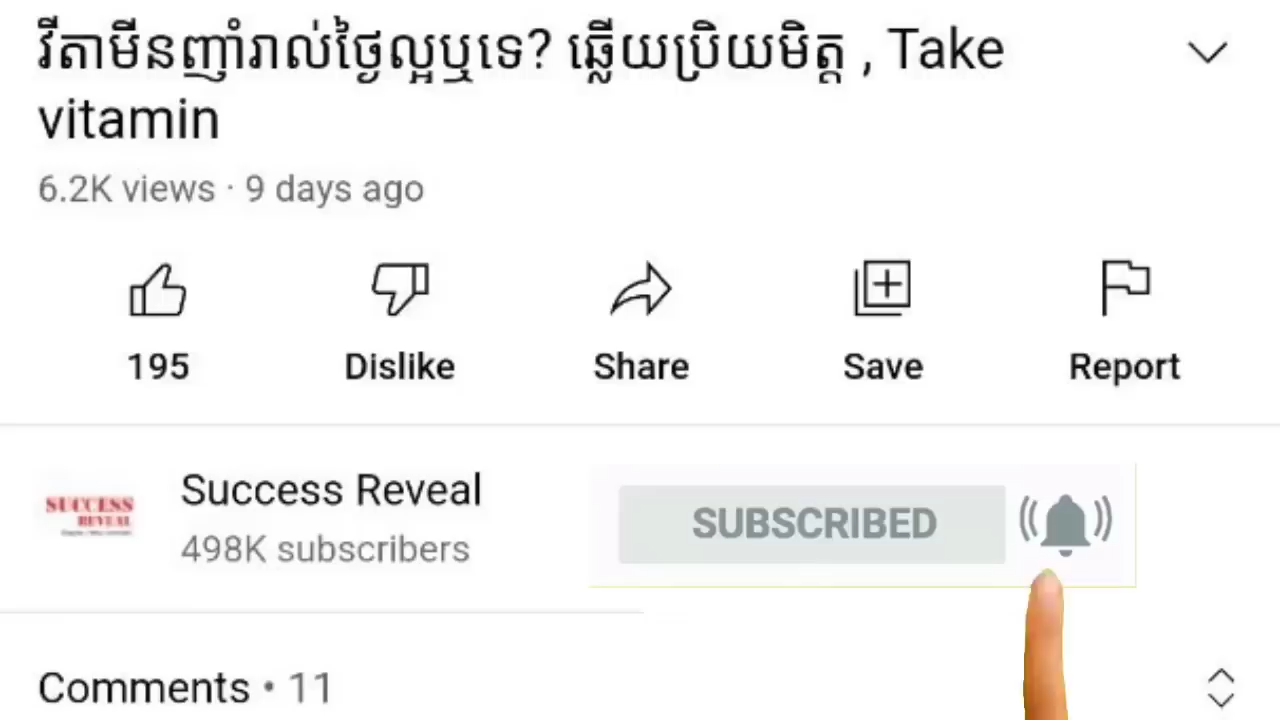 វីតាមីនញ៉ាំរាល់ថ្ងៃល្អឬទេ? ឆ្លើយប្រិយមិត្ត , Take
vitamin
6.2K views · 9 days ago
195 Dislike Share Save Report
SUCCESS
REVEAL
Success Reveal
498K subscribers
SUBSCRIBED
Comments • 11